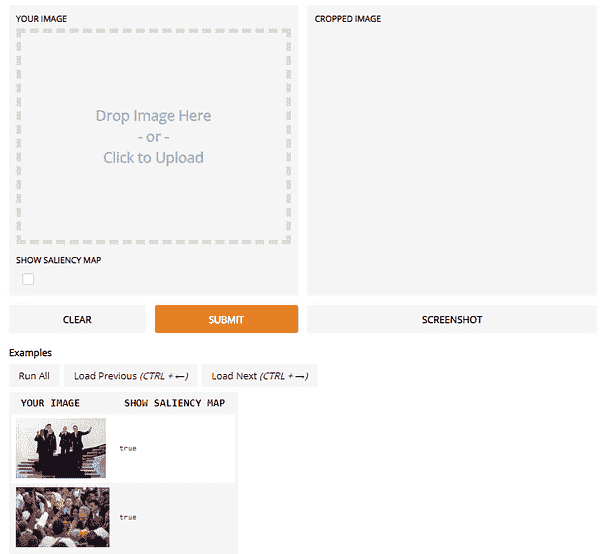 YOUR IMAGE
CROPPED IMAGE
Drop Image Here
- or -
Click to Upload
SHOW SALIENCY MAP
CLEAR
SUBMIT
SCREENSHOT
Examples
Run All
Load Previous (CTRL + ←)
Load Next (CTRL + →)
YOUR IMAGE SHOW SALIENCY MAP
true
true